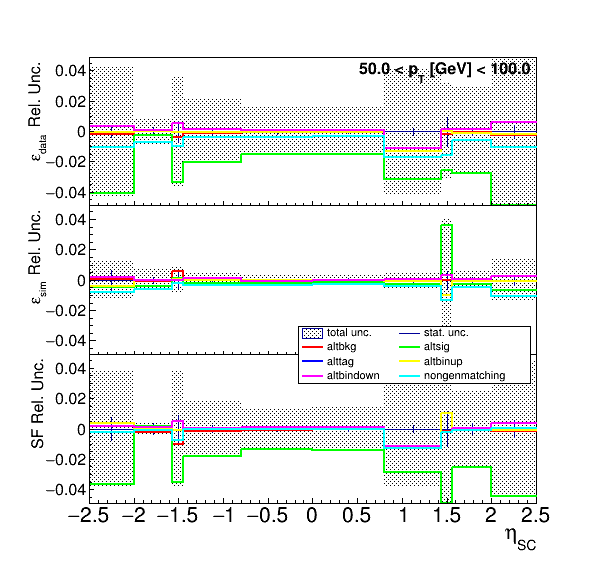 50.0 < p_T [GeV] < 100.0
ε_data Rel. Unc.
0.04
0.02
0
−0.02
−0.04
ε_sim Rel. Unc.
0.04
0.02
0
−0.02
−0.04
total unc. stat. unc.
altbkg altsig
alttag altbinup
altbindown nongenmatching
SF Rel. Unc.
0.04
0.02
0
−0.02
−0.04
−2.5 −2 −1.5 −1 −0.5 0 0.5 1 1.5 2 2.5
η_SC